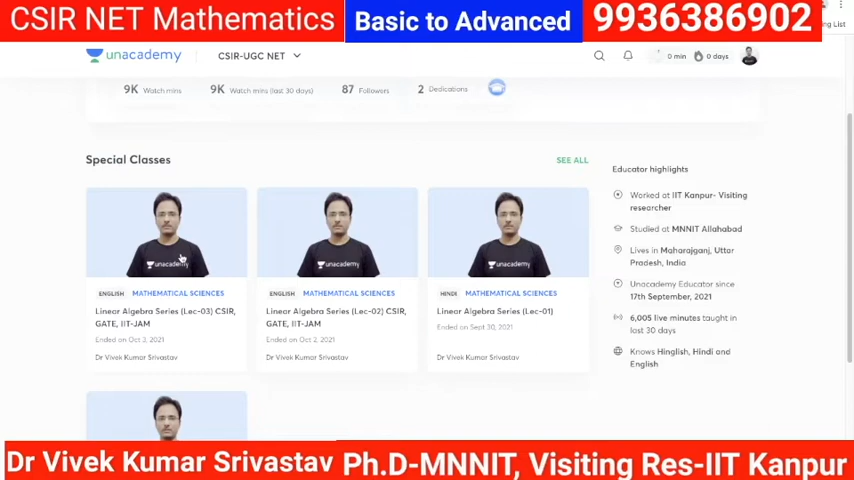 CSIR NET Mathematics
Basic to Advanced
9936386902
unacademy
CSIR-UGC NET
0 min
0 days
ing List
9K Watch mins
9K Watch mins (last 30 days)
87 Followers
2 Dedications
Special Classes
SEE ALL
ENGLISH MATHEMATICAL SCIENCES
Linear Algebra Series (Lec-03) CSIR,
GATE, IIT-JAM
Ended on Oct 3, 2021
Dr Vivek Kumar Srivastav
ENGLISH MATHEMATICAL SCIENCES
Linear Algebra Series (Lec-02) CSIR,
GATE, IIT-JAM
Ended on Oct 2, 2021
Dr Vivek Kumar Srivastav
HINDI MATHEMATICAL SCIENCES
Linear Algebra Series (Lec-01)
Ended on Sept 30, 2021
Dr Vivek Kumar Srivastav
unacademy
unacademy
unacademy
Educator highlights
Worked at IIT Kanpur- Visiting
researcher
Studied at MNNIT Allahabad
Lives in Maharajganj, Uttar
Pradesh, India
Unacademy Educator since
17th September, 2021
6,005 live minutes taught in
last 30 days
Knows Hinglish, Hindi and
English
Dr Vivek Kumar Srivastav
Ph.D-MNNIT, Visiting Res-IIT Kanpur